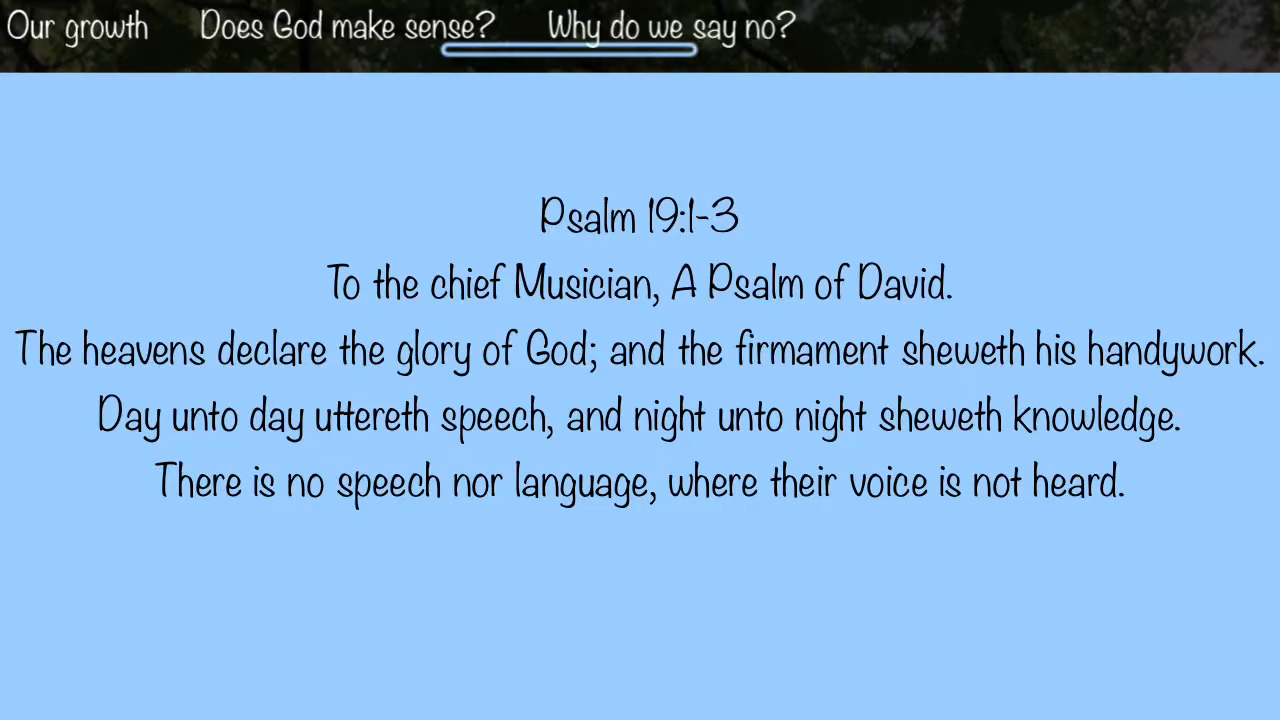 Our growth Does God make sense? Why do we say no?
Psalm 19:1-3
To the chief Musician, A Psalm of David.
The heavens declare the glory of God; and the firmament sheweth his handywork.
Day unto day uttereth speech, and night unto night sheweth knowledge.
There is no speech nor language, where their voice is not heard.